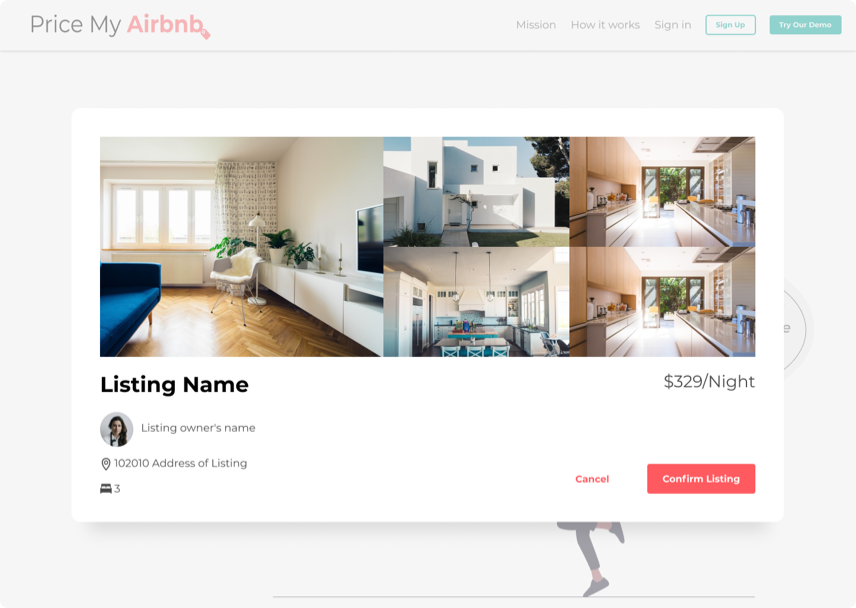 Price My Airbnb
Mission
How it works
Sign in
Sign Up
Try Our Demo
Listing Name
$329/Night
Listing owner's name
102010 Address of Listing
3
Cancel
Confirm Listing